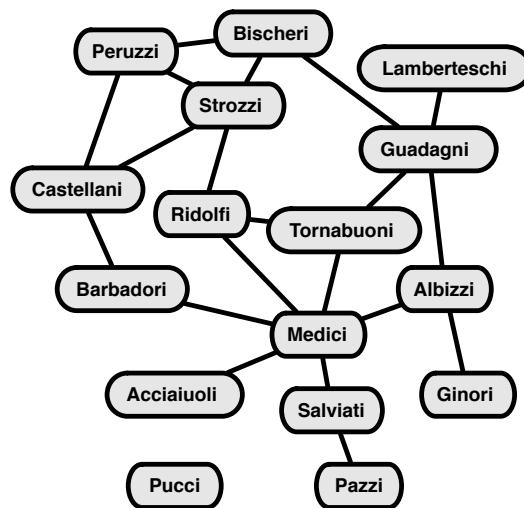 Bischeri
Peruzzi
Lamberteschi
Strozzi
Guadagni
Castellani
Ridolfi
Tornabuoni
Barbadori
Albizzi
Medici
Acciaiuoli
Ginori
Salviati
Pucci
Pazzi